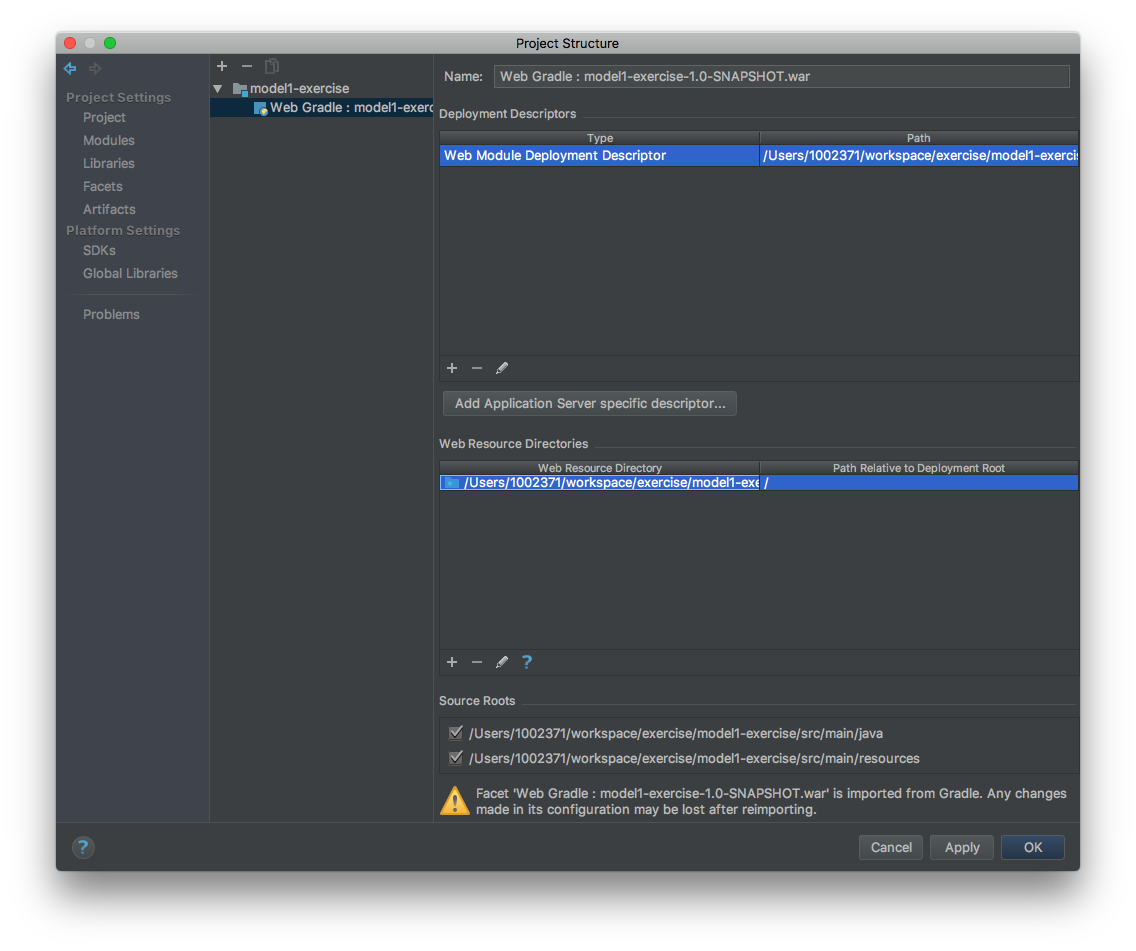 Project Structure
Project Settings
Project
Modules
Libraries
Facets
Artifacts
Platform Settings
SDKs
Global Libraries
Problems
model1-exercise
Web Gradle : model1-exerc
Name: Web Gradle : model1-exercise-1.0-SNAPSHOT.war
Deployment Descriptors
Type Path
Web Module Deployment Descriptor /Users/1002371/workspace/exercise/model1-exercis
Add Application Server specific descriptor...
Web Resource Directories
Web Resource Directory Path Relative to Deployment Root
/Users/1002371/workspace/exercise/model1-exe /
?
Source Roots
/Users/1002371/workspace/exercise/model1-exercise/src/main/java
/Users/1002371/workspace/exercise/model1-exercise/src/main/resources
Facet 'Web Gradle : model1-exercise-1.0-SNAPSHOT.war' is imported from Gradle. Any changes
made in its configuration may be lost after reimporting.
? Cancel Apply OK